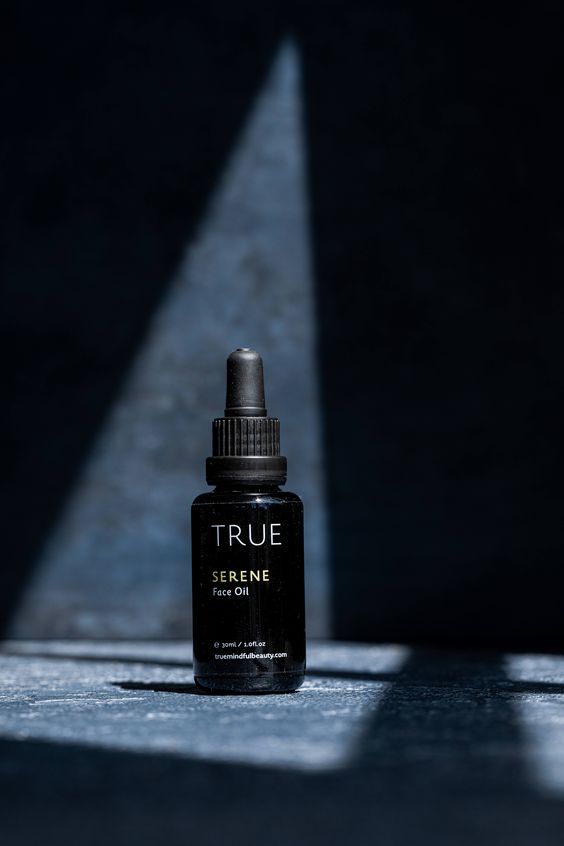 TRUE
SERENE
Face Oil
℮ 30ml / 1.0fl.oz
truemindfulbeauty.com